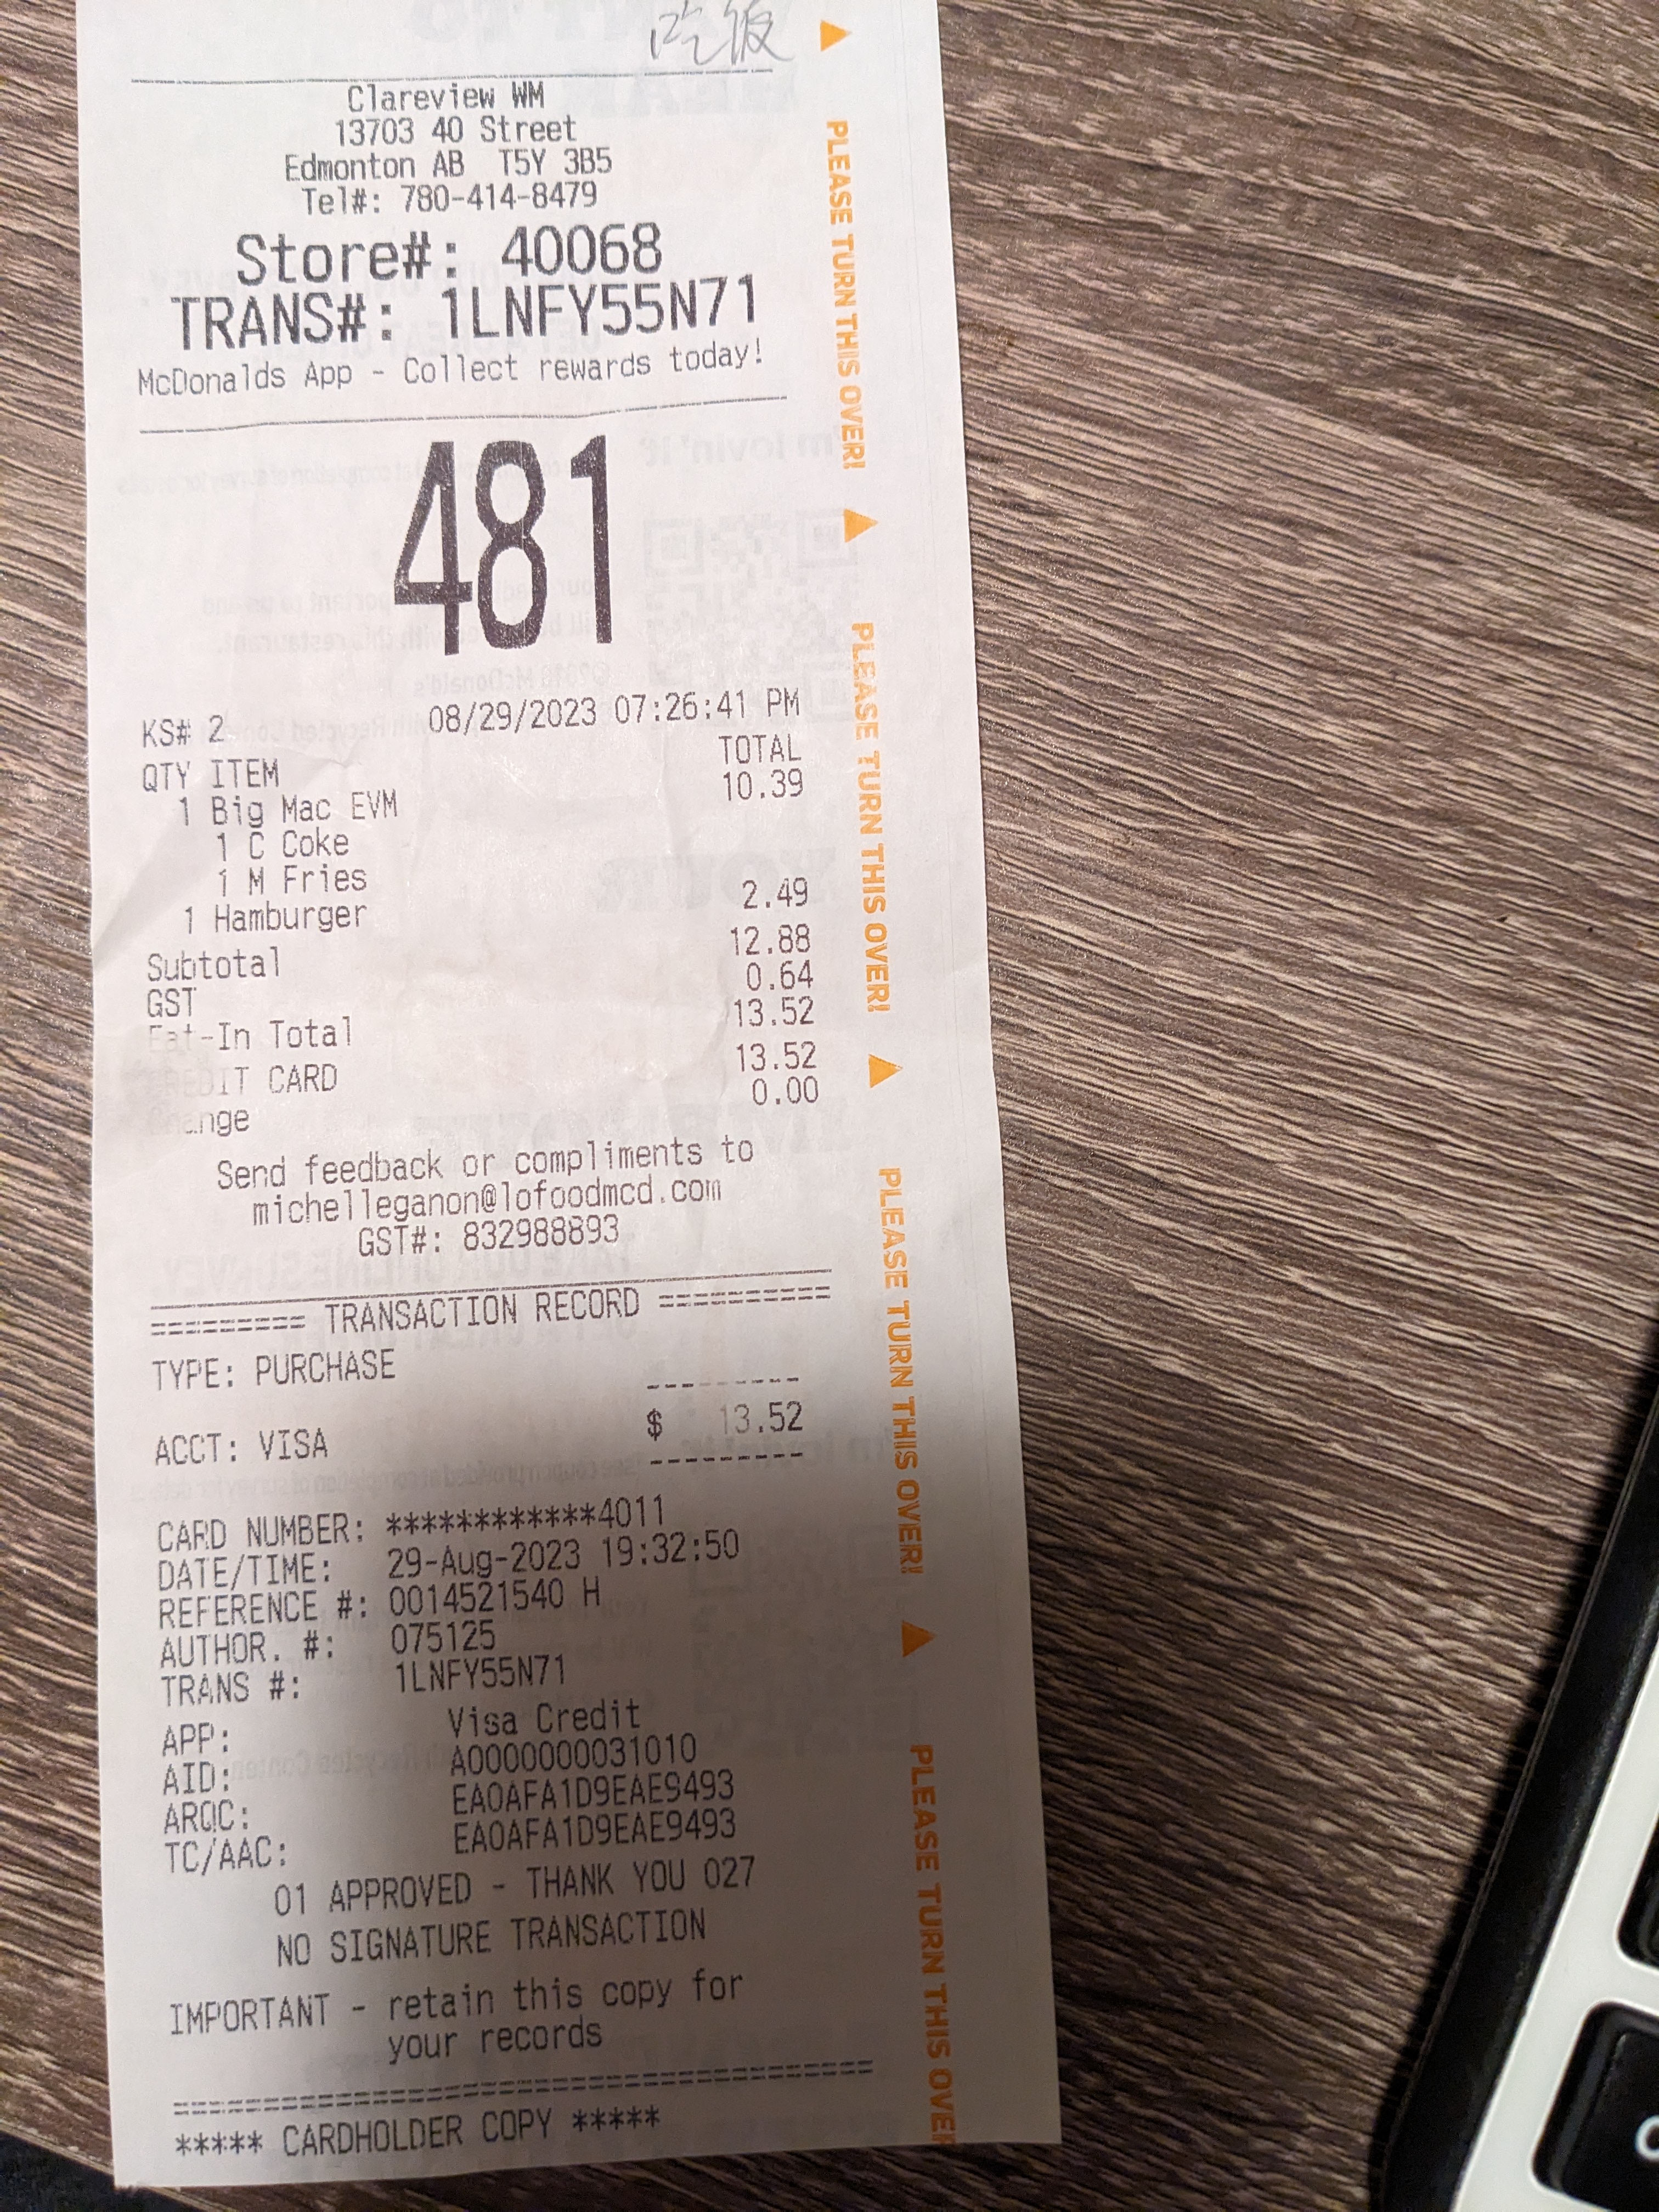 吃饭
Clareview WM
13703 40 Street
Edmonton AB T5Y 3B5
Tel#: 780-414-8479
Store#: 40068
TRANS#: 1LNFY55N71
McDonalds App - Collect rewards today!
481
KS# 2 08/29/2023 07:26:41 PM
QTY ITEM TOTAL
1 Big Mac EVM 10.39
1 C Coke
1 M Fries
1 Hamburger 2.49
Subtotal 12.88
GST 0.64
Eat-In Total 13.52
CREDIT CARD 13.52
Change 0.00
Send feedback or compliments to
michelleganon@lofoodmcd.com
GST#: 832988893
========= TRANSACTION RECORD ==========
TYPE: PURCHASE
ACCT: VISA $ 13.52
CARD NUMBER: ************4011
DATE/TIME: 29-Aug-2023 19:32:50
REFERENCE #: 0014521540 H
AUTHOR. #: 075125
TRANS #: 1LNFY55N71
APP: Visa Credit
AID: A0000000031010
ARQC: EA0AFA1D9EAE9493
TC/AAC: EA0AFA1D9EAE9493
01 APPROVED - THANK YOU 027
NO SIGNATURE TRANSACTION
IMPORTANT - retain this copy for
your records
***** CARDHOLDER COPY *****
PLEASE TURN THIS OVER!
PLEASE TURN THIS OVER!
PLEASE TURN THIS OVER!
PLEASE TURN THIS OVER